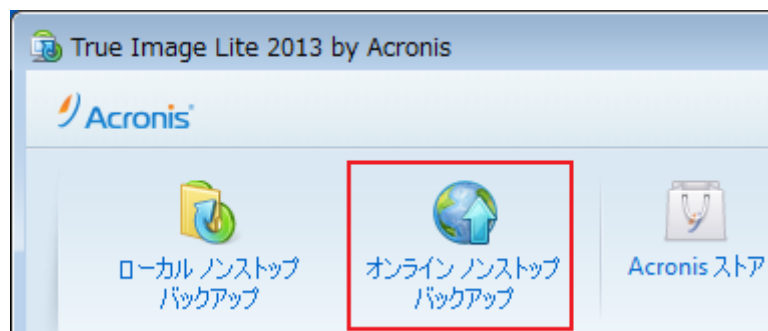 True Image Lite 2013 by Acronis
Acronis
ローカル ノンストップ
バックアップ
オンライン ノンストップ
バックアップ
Acronis ストア